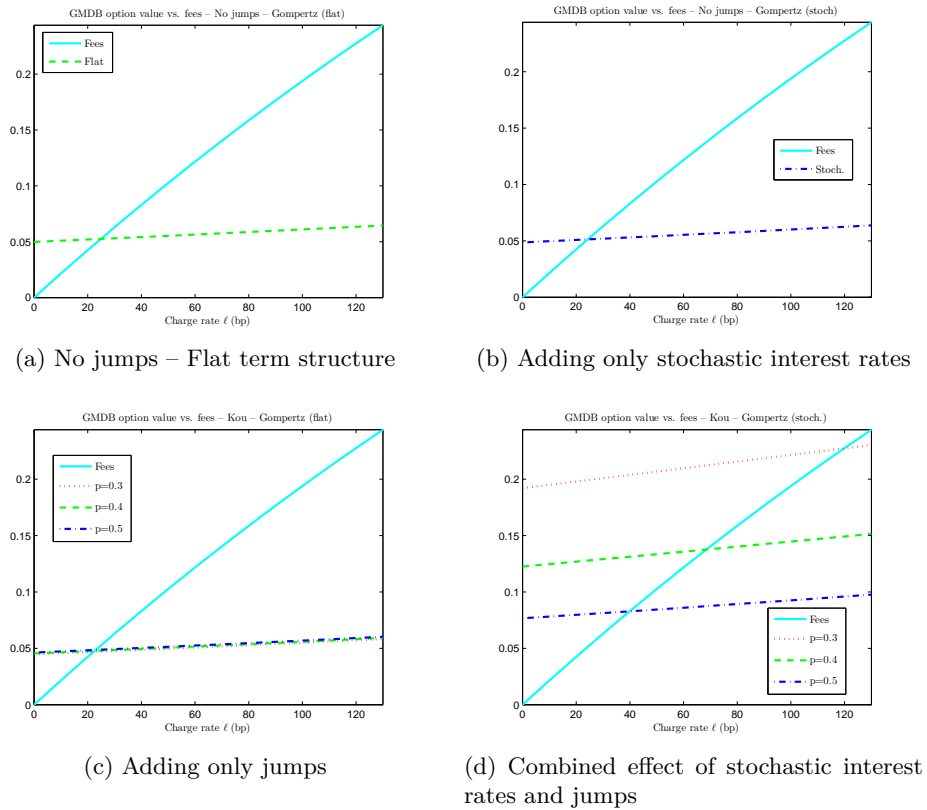 GMDB option value vs. fees – No jumps – Gompertz (flat)
0.2
0.15
0.1
0.05
0
Fees
Flat
0 20 40 60 80 100 120
Charge rate ℓ (bp)
(a) No jumps – Flat term structure
GMDB option value vs. fees – No jumps – Gompertz (stoch)
0.2
0.15
0.1
0.05
0
Fees
Stoch.
0 20 40 60 80 100 120
Charge rate ℓ (bp)
(b) Adding only stochastic interest rates
GMDB option value vs. fees – Kou – Gompertz (flat)
0.2
0.15
0.1
0.05
0
Fees
p=0.3
p=0.4
p=0.5
0 20 40 60 80 100 120
Charge rate ℓ (bp)
(c) Adding only jumps
GMDB option value vs. fees – Kou – Gompertz (stoch.)
0.2
0.15
0.1
0.05
0
Fees
p=0.3
p=0.4
p=0.5
0 20 40 60 80 100 120
Charge rate ℓ (bp)
(d) Combined effect of stochastic interest
rates and jumps